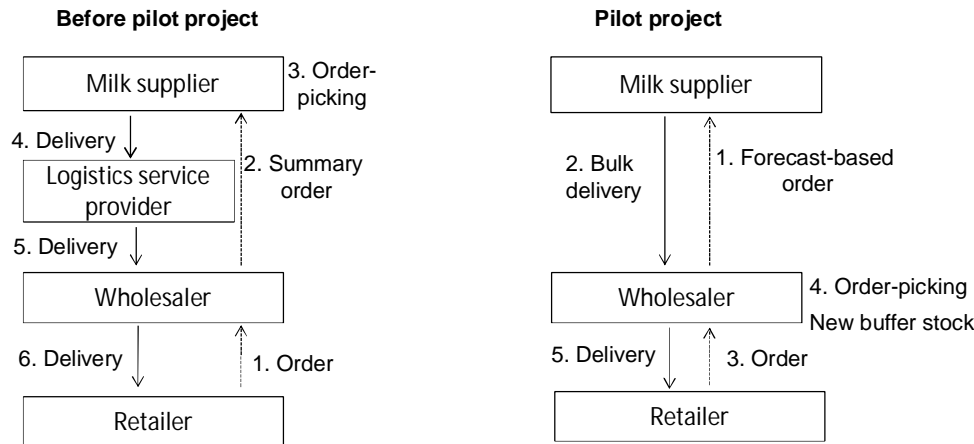 Before pilot project
Milk supplier
3. Order-
picking
4. Delivery
2. Summary
order
Logistics service
provider
5. Delivery
Wholesaler
6. Delivery
1. Order
Retailer
Pilot project
Milk supplier
2. Bulk
delivery
1. Forecast-based
order
Wholesaler
4. Order-picking
New buffer stock
5. Delivery
3. Order
Retailer